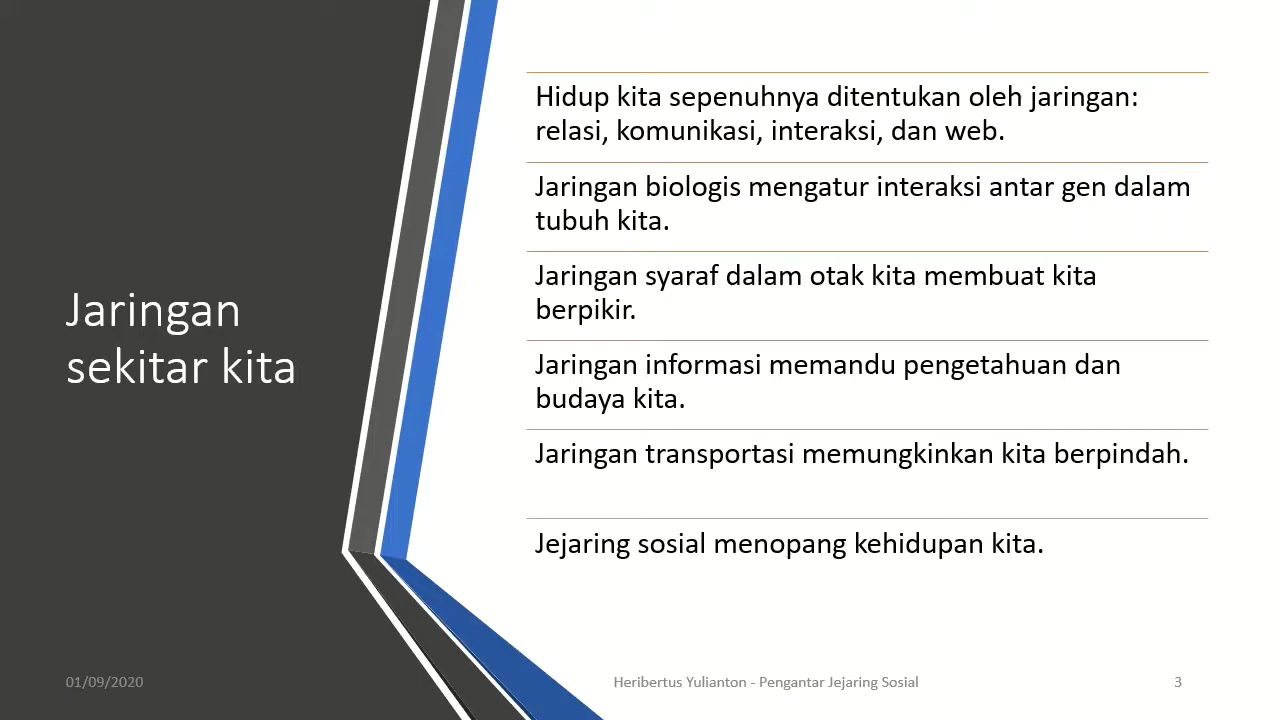 Jaringan
sekitar kita
Hidup kita sepenuhnya ditentukan oleh jaringan:
relasi, komunikasi, interaksi, dan web.
Jaringan biologis mengatur interaksi antar gen dalam
tubuh kita.
Jaringan syaraf dalam otak kita membuat kita
berpikir.
Jaringan informasi memandu pengetahuan dan
budaya kita.
Jaringan transportasi memungkinkan kita berpindah.
Jejaring sosial menopang kehidupan kita.
01/09/2020
Heribertus Yulianton - Pengantar Jejaring Sosial
3